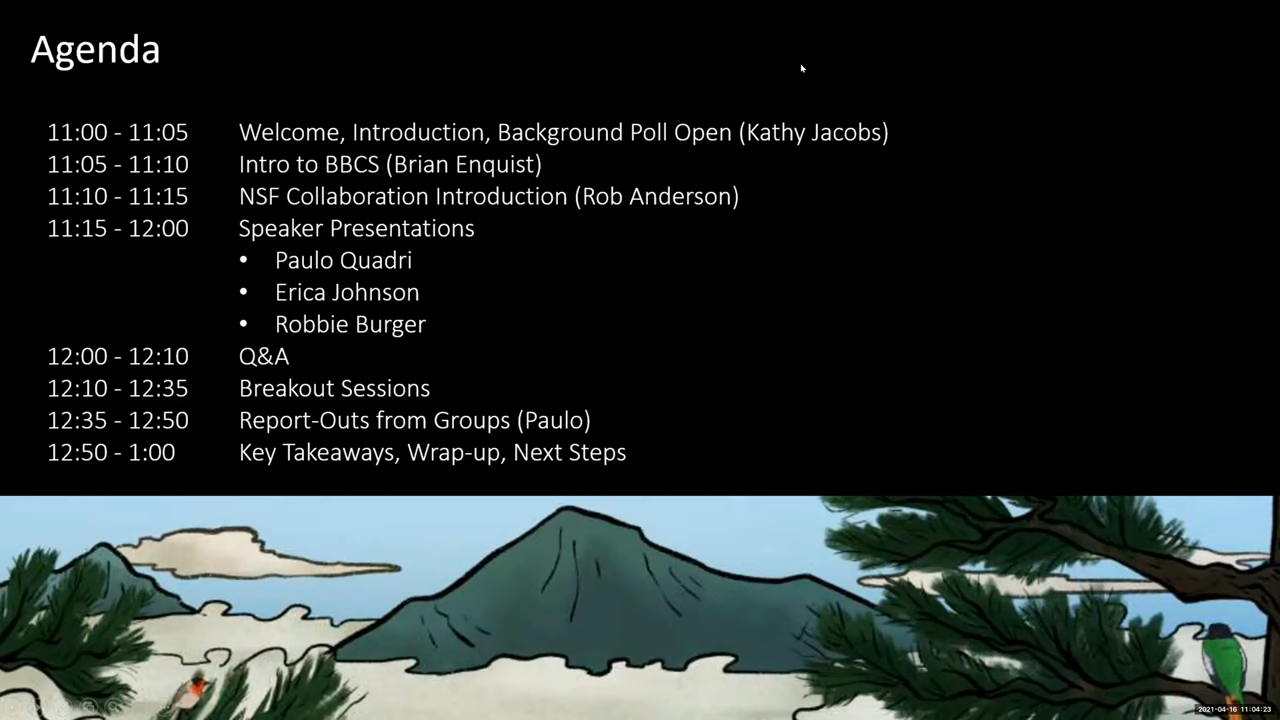 Agenda
11:00 - 11:05 Welcome, Introduction, Background Poll Open (Kathy Jacobs)
11:05 - 11:10 Intro to BBCS (Brian Enquist)
11:10 - 11:15 NSF Collaboration Introduction (Rob Anderson)
11:15 - 12:00 Speaker Presentations
• Paulo Quadri
• Erica Johnson
• Robbie Burger
12:00 - 12:10 Q&A
12:10 - 12:35 Breakout Sessions
12:35 - 12:50 Report-Outs from Groups (Paulo)
12:50 - 1:00 Key Takeaways, Wrap-up, Next Steps
2021-04-16 11:04:23